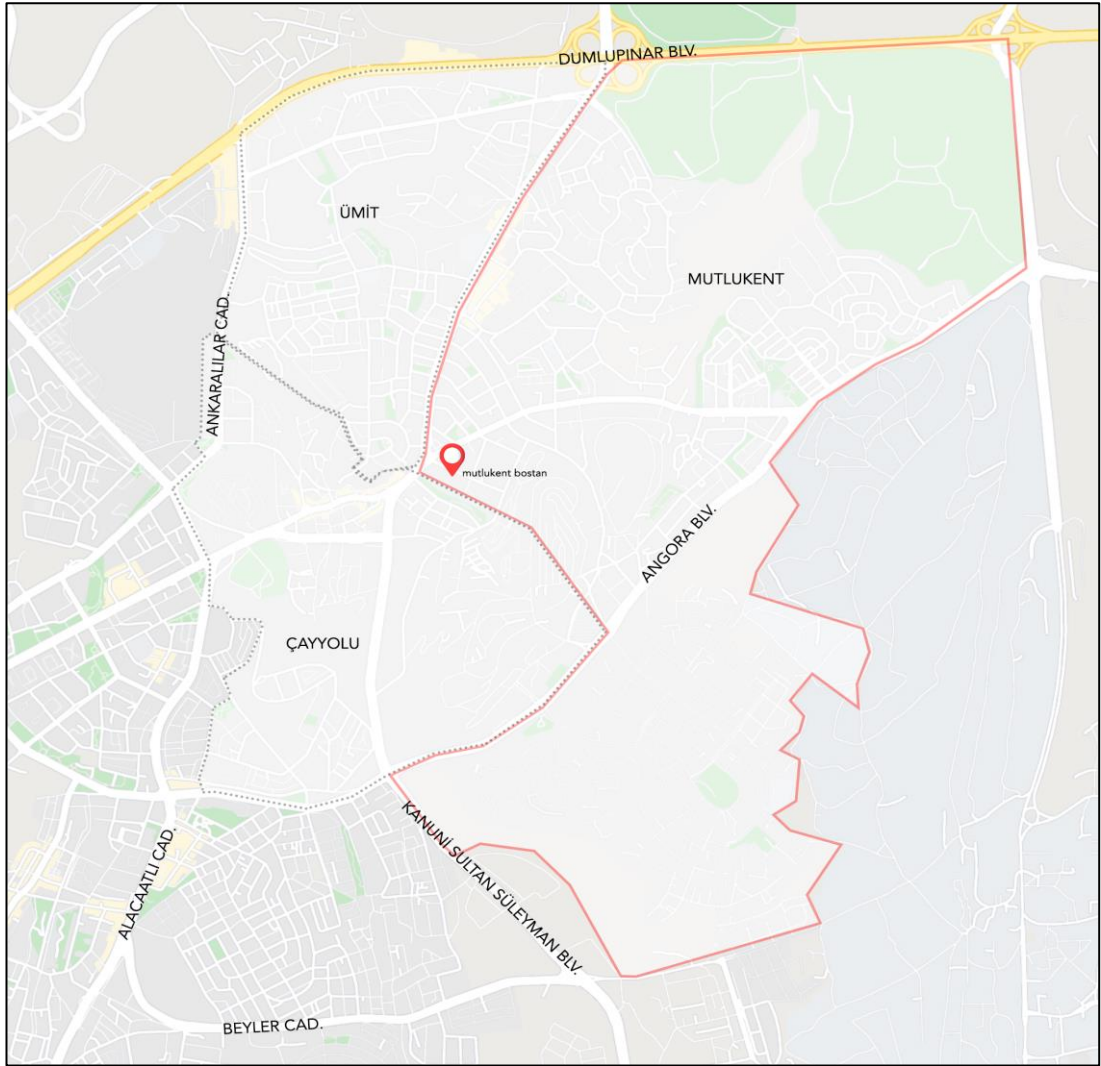 DUMLUPINAR BLV.
ÜMİT
MUTLUKENT
ANKARALILAR CAD.
mutlukent bostan
ANGORA BLV.
ÇAYYOLU
KANUNİ SULTAN SÜLEYMAN BLV.
ALACAATLI CAD.
BEYLER CAD.